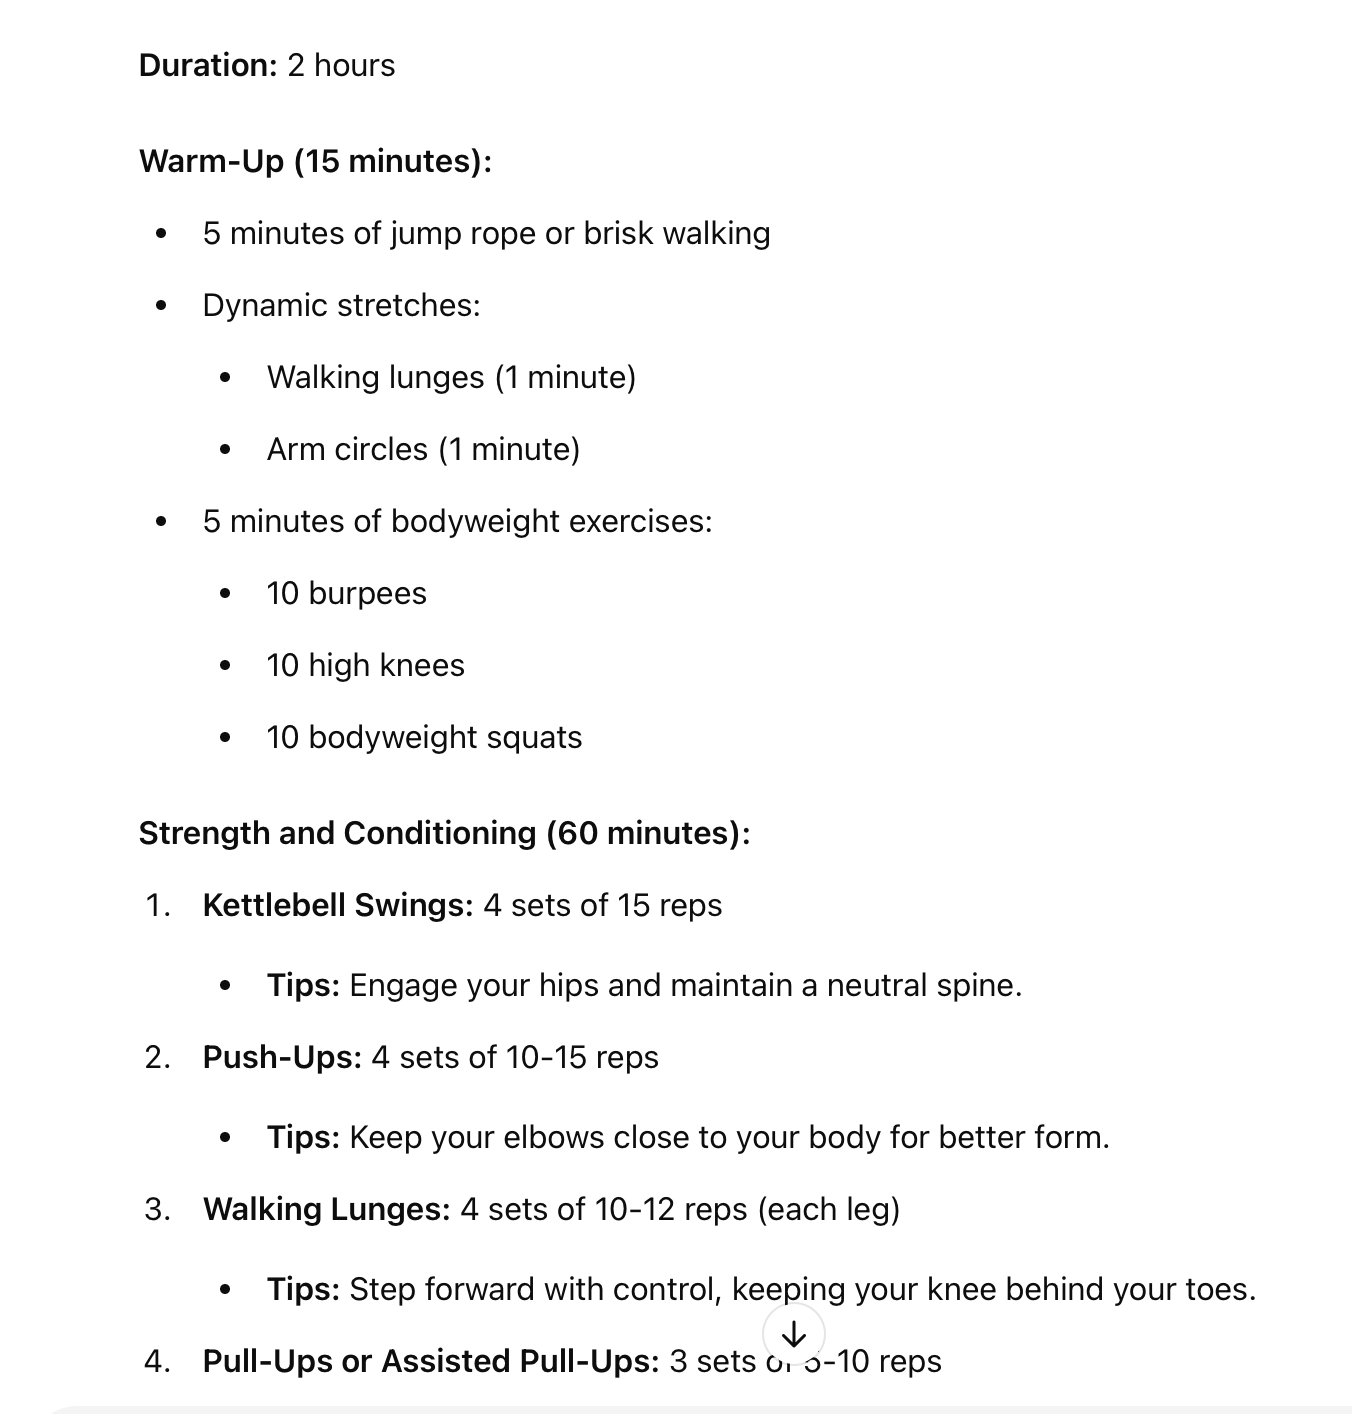 Duration: 2 hours
Warm-Up (15 minutes):
• 5 minutes of jump rope or brisk walking
• Dynamic stretches:
• Walking lunges (1 minute)
• Arm circles (1 minute)
• 5 minutes of bodyweight exercises:
• 10 burpees
• 10 high knees
• 10 bodyweight squats
Strength and Conditioning (60 minutes):
1. Kettlebell Swings: 4 sets of 15 reps
• Tips: Engage your hips and maintain a neutral spine.
2. Push-Ups: 4 sets of 10-15 reps
• Tips: Keep your elbows close to your body for better form.
3. Walking Lunges: 4 sets of 10-12 reps (each leg)
• Tips: Step forward with control, keeping your knee behind your toes.
4. Pull-Ups or Assisted Pull-Ups: 3 sets of 5-10 reps